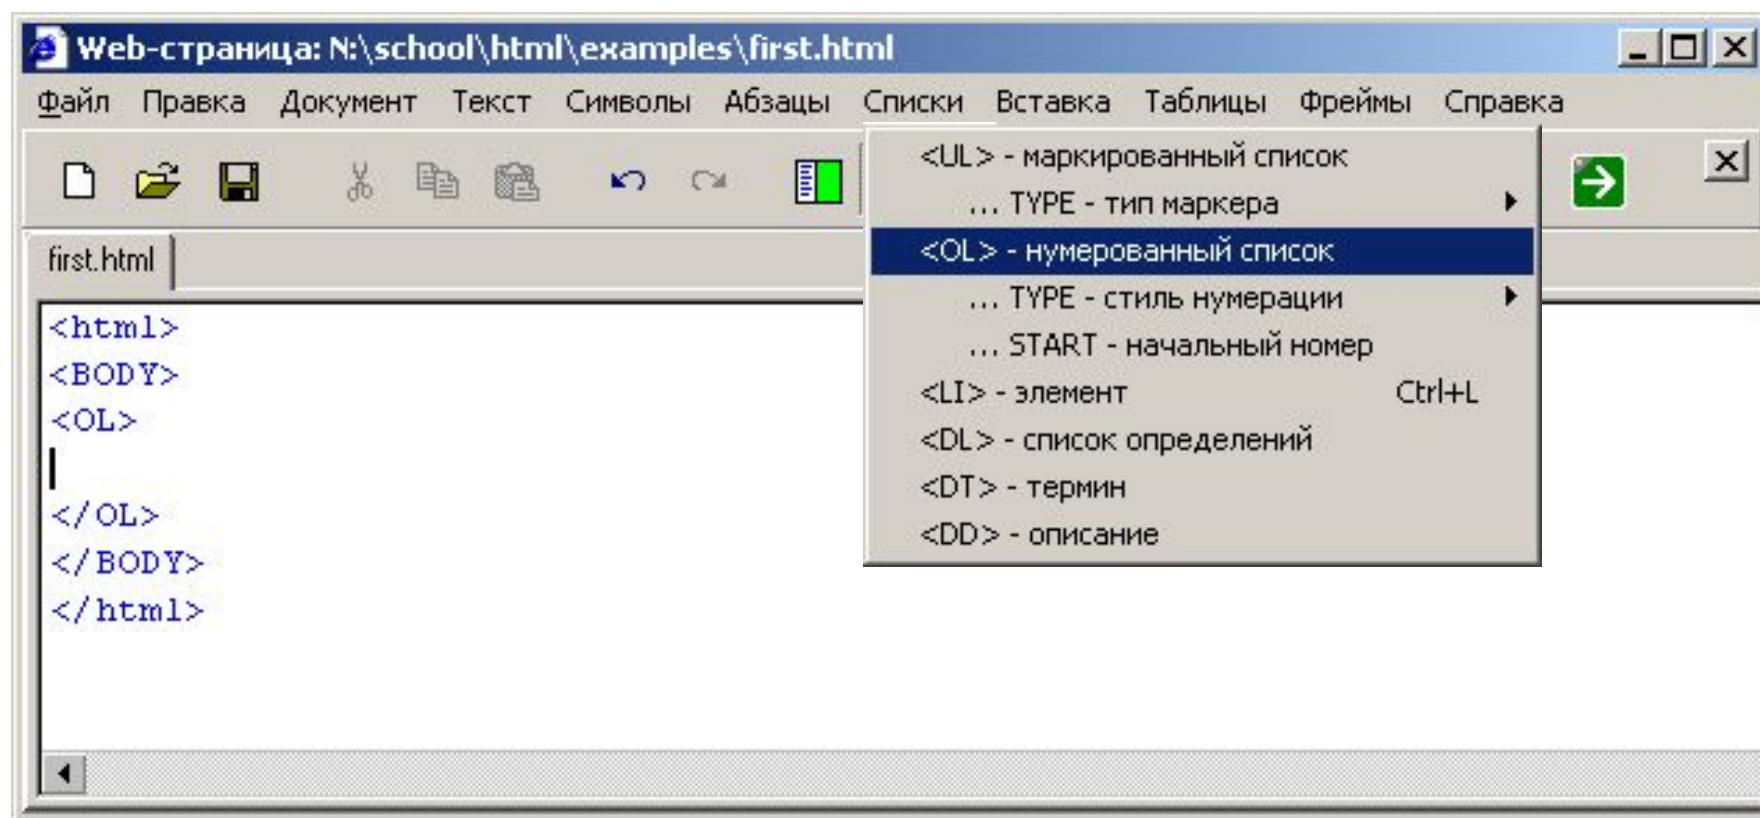 Web-страница: N:\school\html\examples\first.html
Файл Правка Документ Текст Символы Абзацы Списки Вставка Таблицы Фреймы Справка
<UL> - маркированный список
... TYPE - тип маркера
<OL> - нумерованный список
... TYPE - стиль нумерации
... START - начальный номер
<LI> - элемент Ctrl+L
<DL> - список определений
<DT> - термин
<DD> - описание
first.html
<html>
<BODY>
<OL>
</OL>
</BODY>
</html>